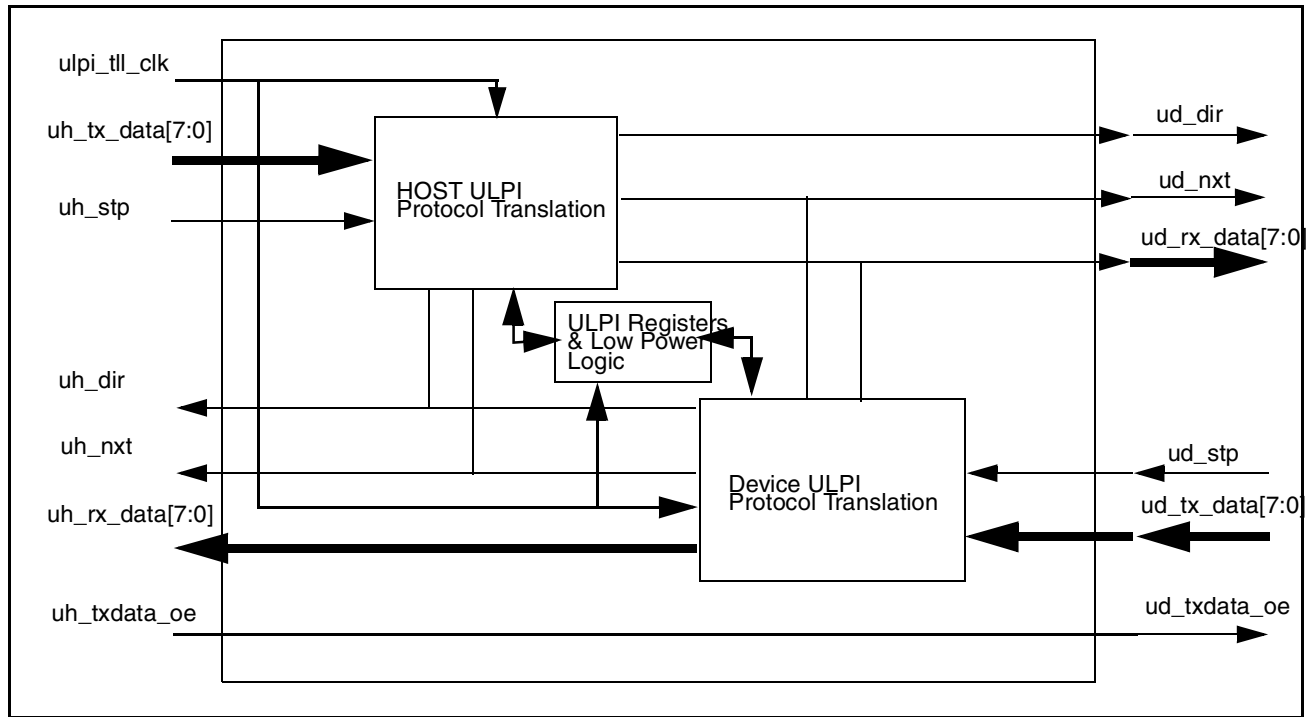 ulpi_tll_clk
uh_tx_data[7:0]
uh_stp
HOST ULPI
Protocol Translation
ud_dir
ud_nxt
ud_rx_data[7:0]
ULPI Registers
& Low Power
Logic
uh_dir
uh_nxt
uh_rx_data[7:0]
Device ULPI
Protocol Translation
ud_stp
ud_tx_data[7:0]
uh_txdata_oe
ud_txdata_oe